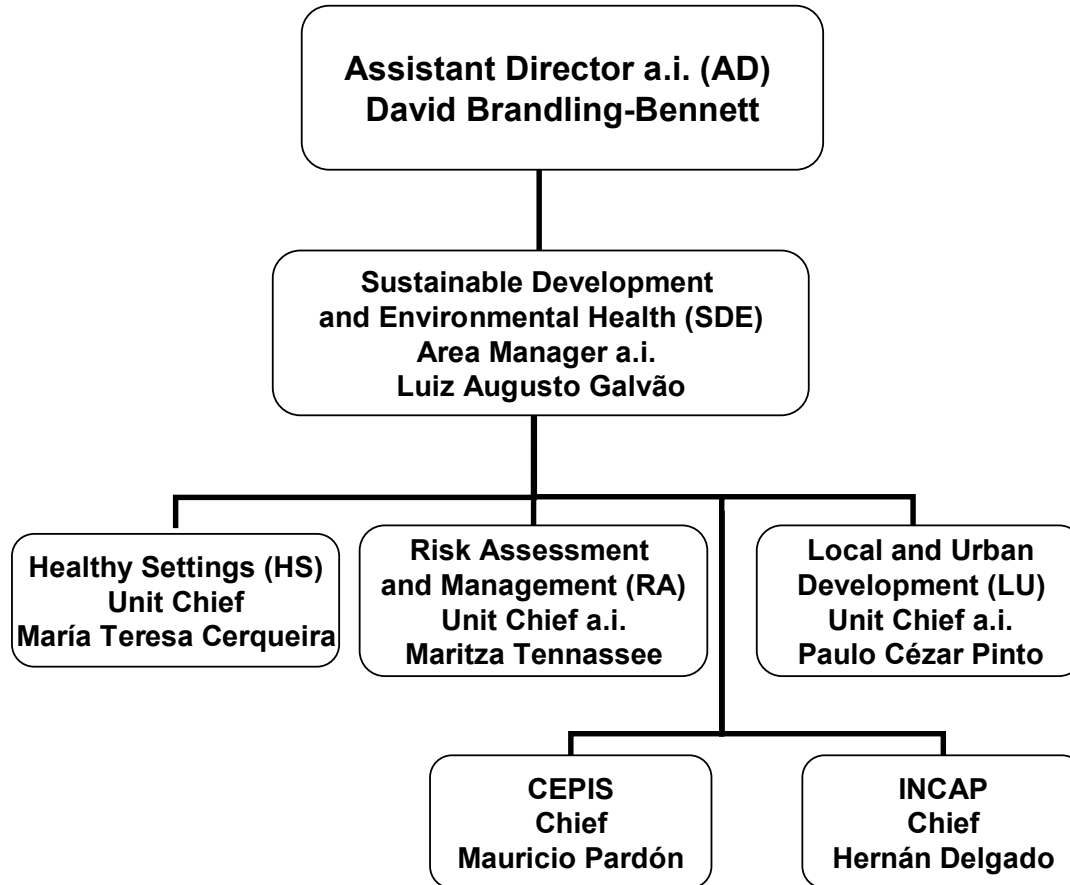 Assistant Director a.i. (AD)
David Brandling-Bennett
Sustainable Development
and Environmental Health (SDE)
Area Manager a.i.
Luiz Augusto Galvão
Healthy Settings (HS)
Unit Chief
María Teresa Cerqueira
Risk Assessment
and Management (RA)
Unit Chief a.i.
Maritza Tennassee
Local and Urban
Development (LU)
Unit Chief a.i.
Paulo Cézar Pinto
CEPIS
Chief
Mauricio Pardón
INCAP
Chief
Hernán Delgado